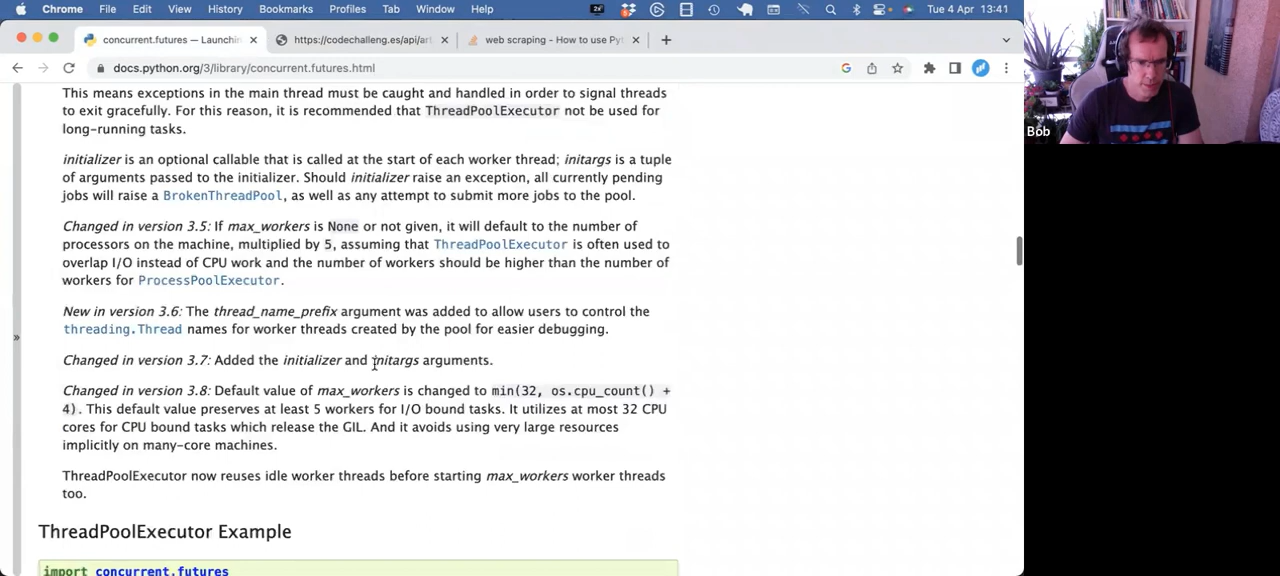 Chrome File Edit View History Bookmarks Profiles Tab Window Help 2x Tue 4 Apr 13:41
concurrent.futures — Launchin
https://codechalleng.es/api/art
web scraping - How to use Pyt
docs.python.org/3/library/concurrent.futures.html
This means exceptions in the main thread must be caught and handled in order to signal threads
to exit gracefully. For this reason, it is recommended that ThreadPoolExecutor not be used for
long-running tasks.
initializer is an optional callable that is called at the start of each worker thread; initargs is a tuple
of arguments passed to the initializer. Should initializer raise an exception, all currently pending
jobs will raise a BrokenThreadPool, as well as any attempt to submit more jobs to the pool.
Changed in version 3.5: If max_workers is None or not given, it will default to the number of
processors on the machine, multiplied by 5, assuming that ThreadPoolExecutor is often used to
overlap I/O instead of CPU work and the number of workers should be higher than the number of
workers for ProcessPoolExecutor.
New in version 3.6: The thread_name_prefix argument was added to allow users to control the
threading.Thread names for worker threads created by the pool for easier debugging.
Changed in version 3.7: Added the initializer and initargs arguments.
Changed in version 3.8: Default value of max_workers is changed to min(32, os.cpu_count() +
4). This default value preserves at least 5 workers for I/O bound tasks. It utilizes at most 32 CPU
cores for CPU bound tasks which release the GIL. And it avoids using very large resources
implicitly on many-core machines.
ThreadPoolExecutor now reuses idle worker threads before starting max_workers worker threads
too.
ThreadPoolExecutor Example
import concurrent.futures
Bob